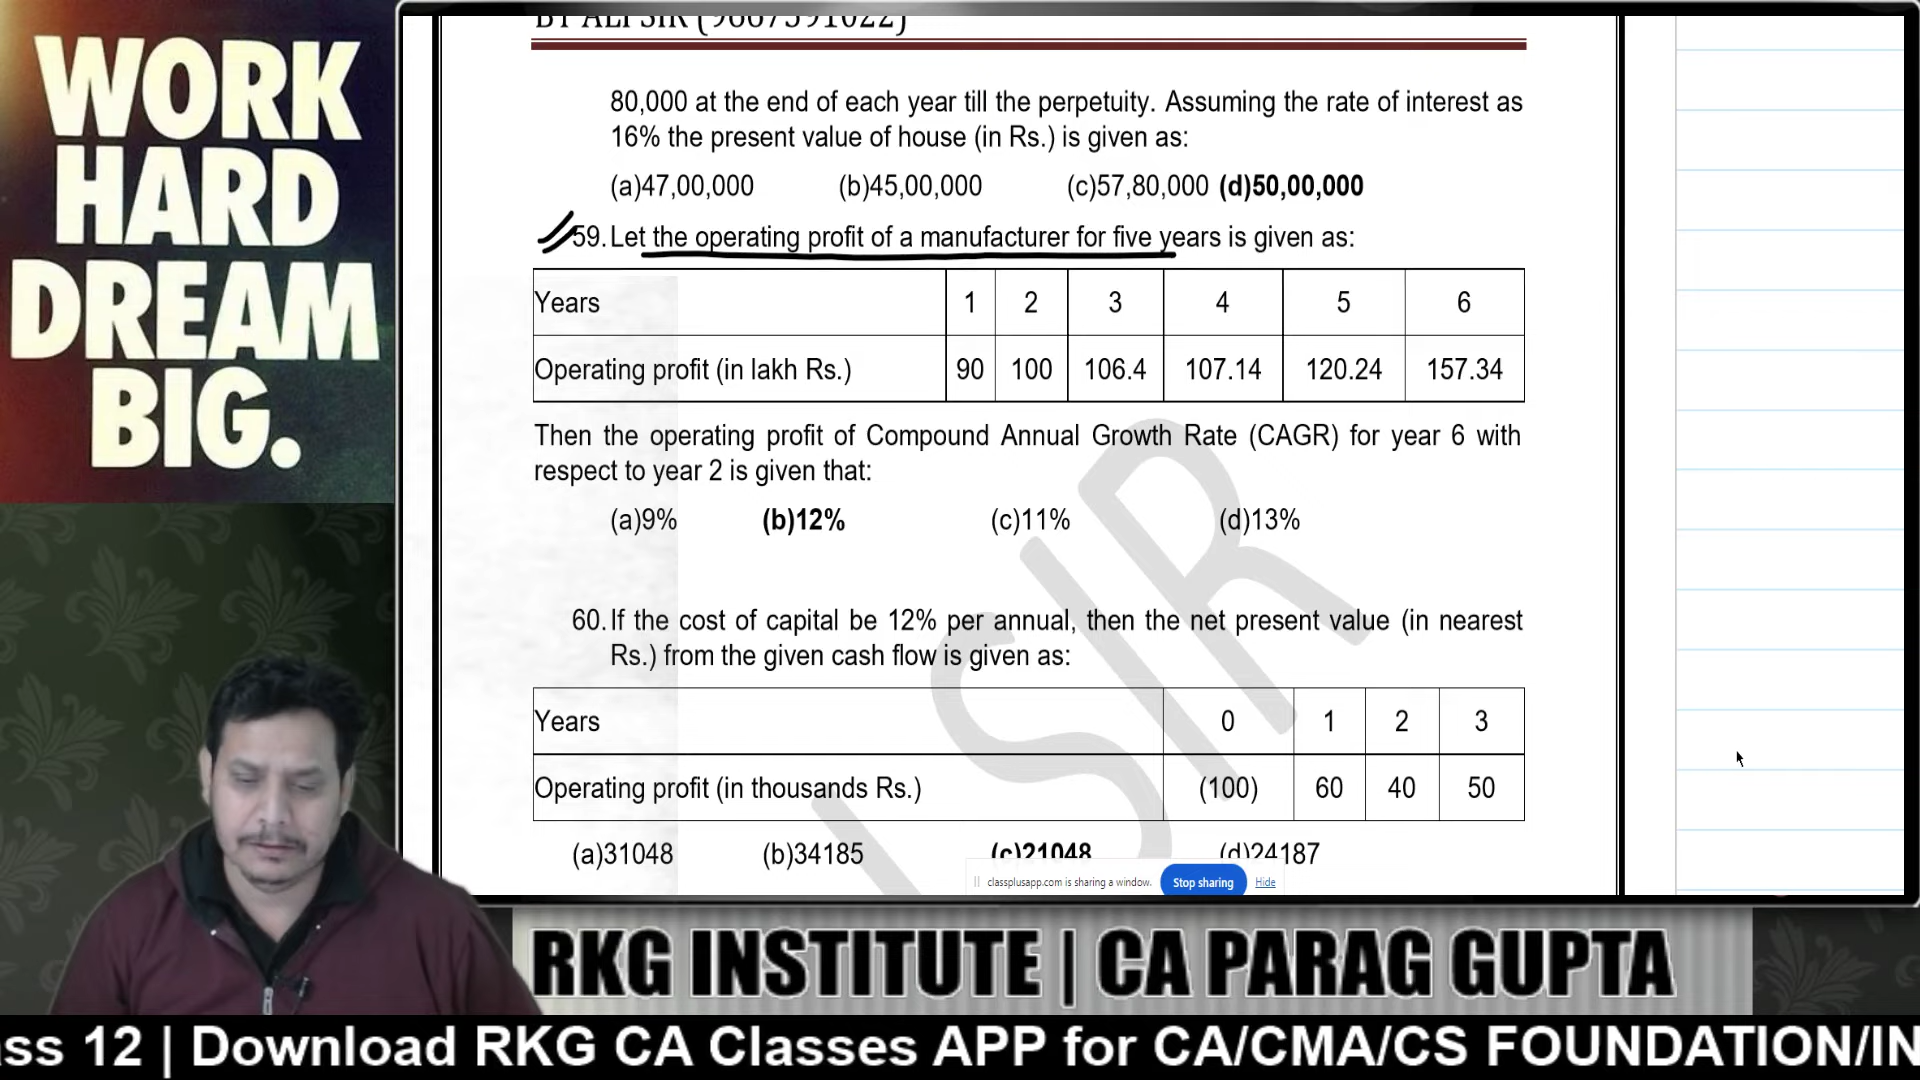 WORK
HARD
DREAM
BIG.
BY ALI SIR (9667591022)
80,000 at the end of each year till the perpetuity. Assuming the rate of interest as
16% the present value of house (in Rs.) is given as:
(a)47,00,000 (b)45,00,000 (c)57,80,000 (d)50,00,000
59. Let the operating profit of a manufacturer for five years is given as:
Years 1 2 3 4 5 6
Operating profit (in lakh Rs.) 90 100 106.4 107.14 120.24 157.34
Then the operating profit of Compound Annual Growth Rate (CAGR) for year 6 with
respect to year 2 is given that:
(a)9% (b)12% (c)11% (d)13%
60. If the cost of capital be 12% per annual, then the net present value (in nearest
Rs.) from the given cash flow is given as:
Years 0 1 2 3
Operating profit (in thousands Rs.) (100) 60 40 50
(a)31048 (b)34185 (c)21048 (d)24187
SIR
classplusapp.com is sharing a window. Stop sharing Hide
RKG INSTITUTE | CA PARAG GUPTA
ss 12 | Download RKG CA Classes APP for CA/CMA/CS FOUNDATION/IN